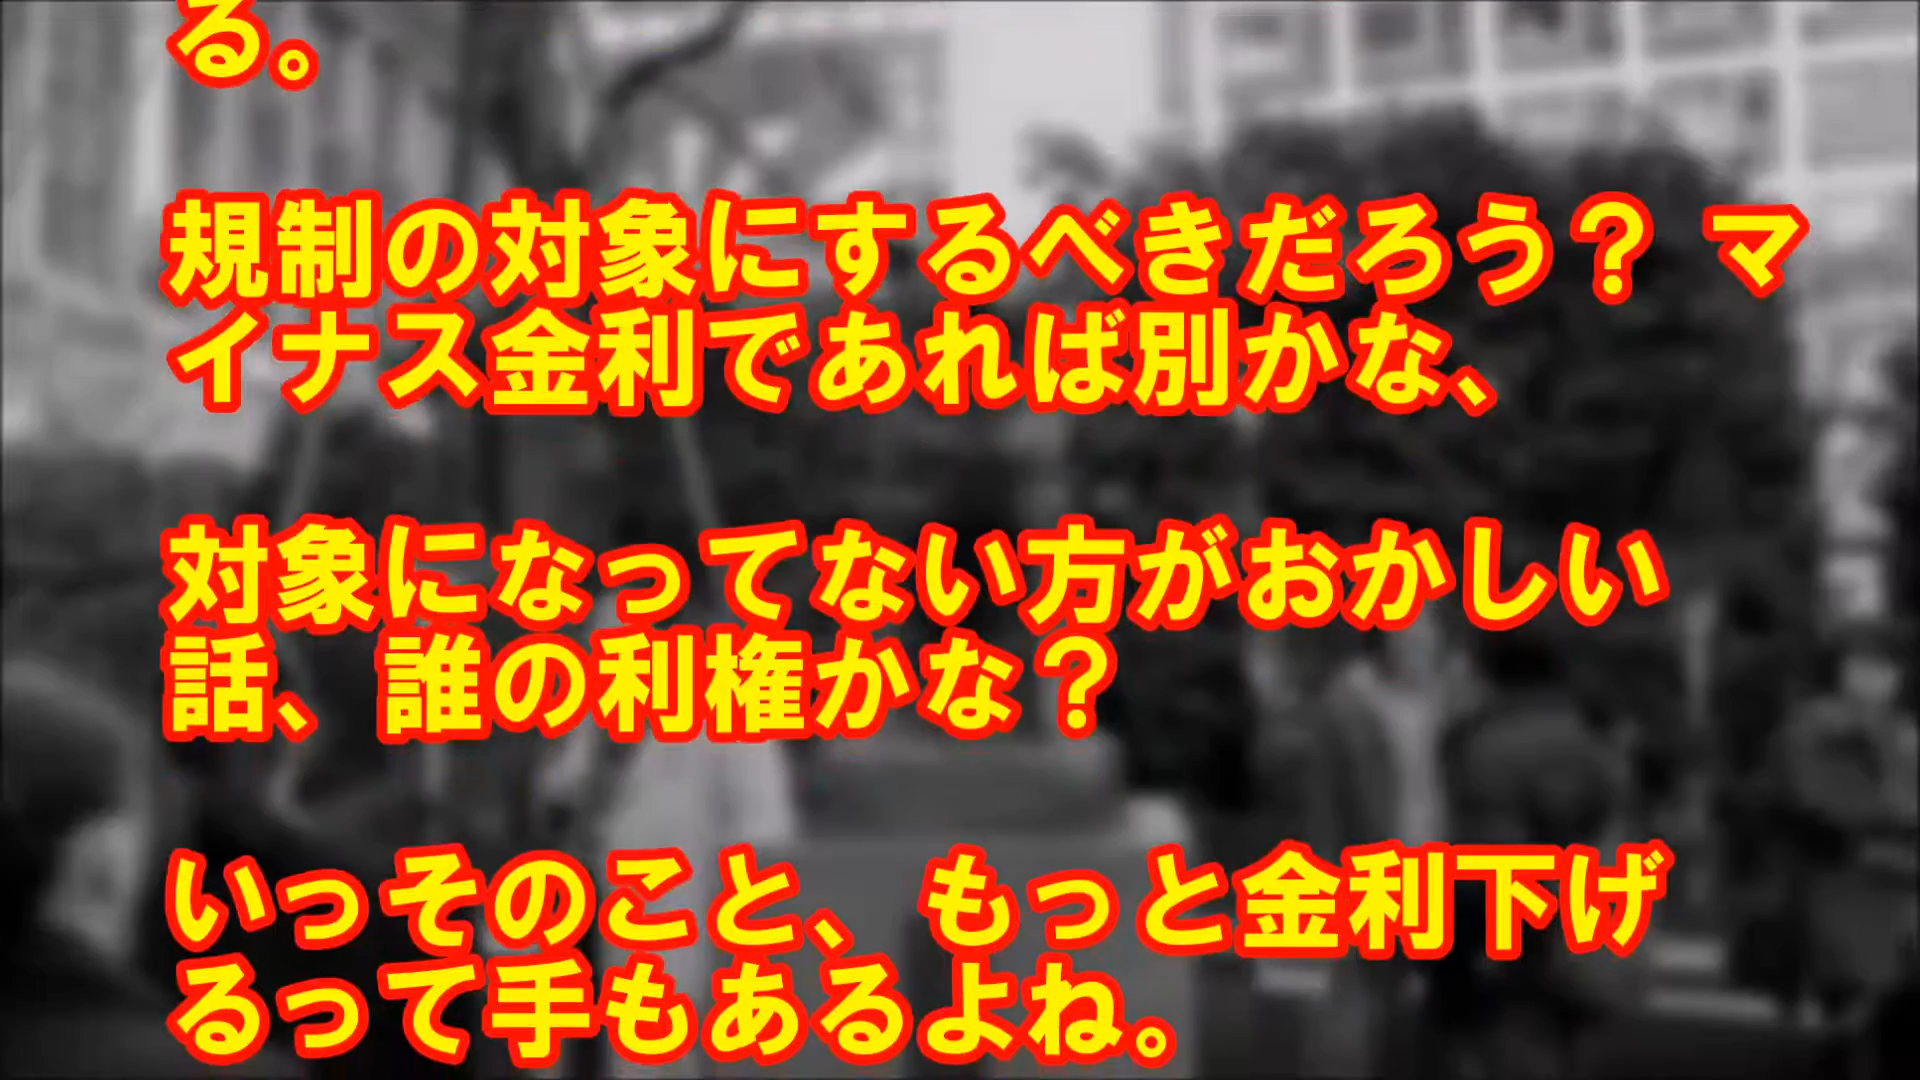 る。
規制の対象にするべきだろう？ マ
イナス金利であれば別かな、
対象になってない方がおかしい
話、誰の利権かな？
いっそのこと、もっと金利下げ
るって手もあるよね。